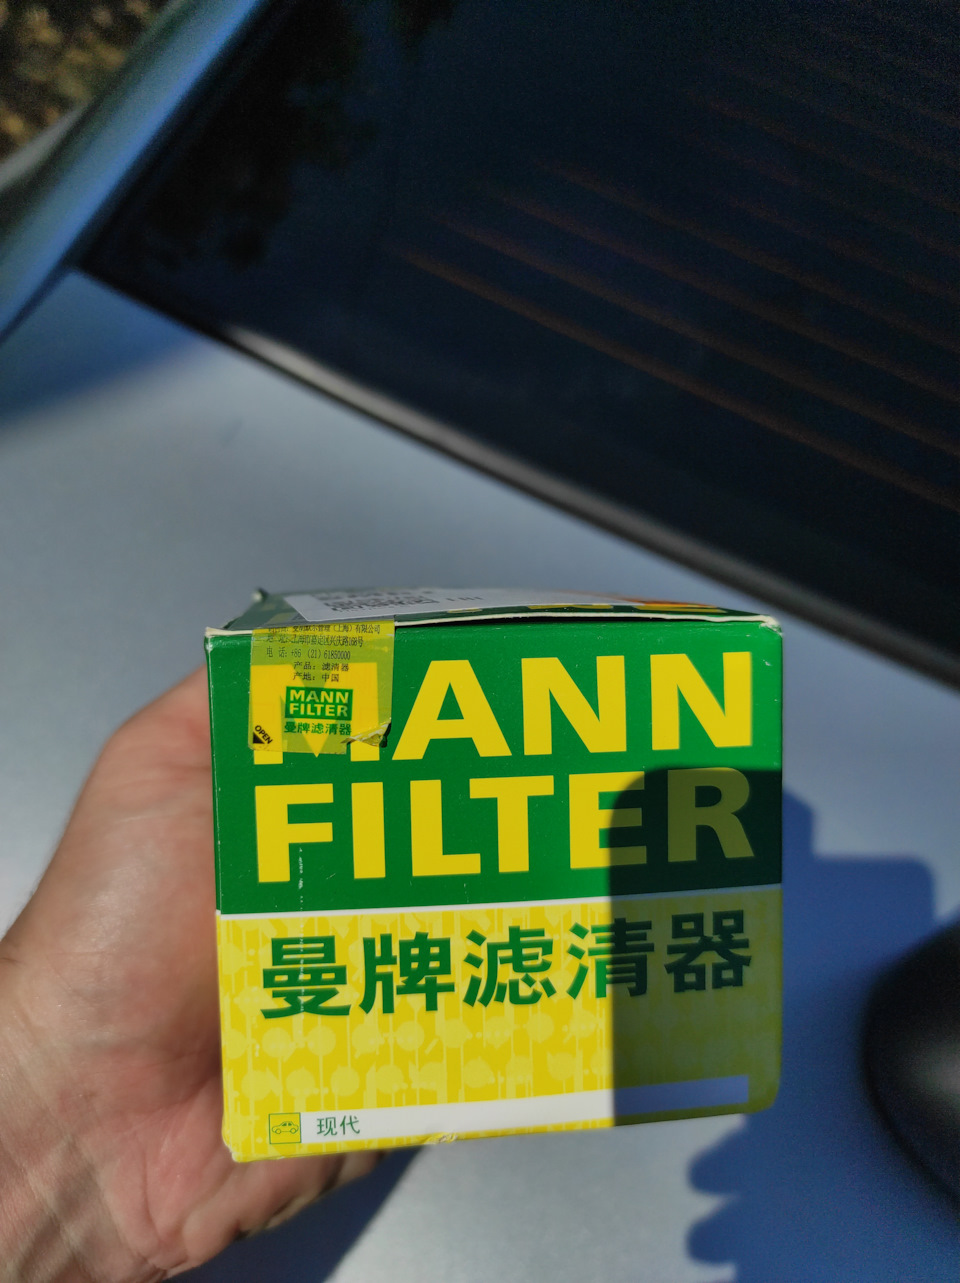 电 话：+86 (21) 61850000
产品：滤清器
产地：中国
MANN
FILTER
曼牌滤清器
OPEN
MANN
FILTER
曼牌滤清器
现代